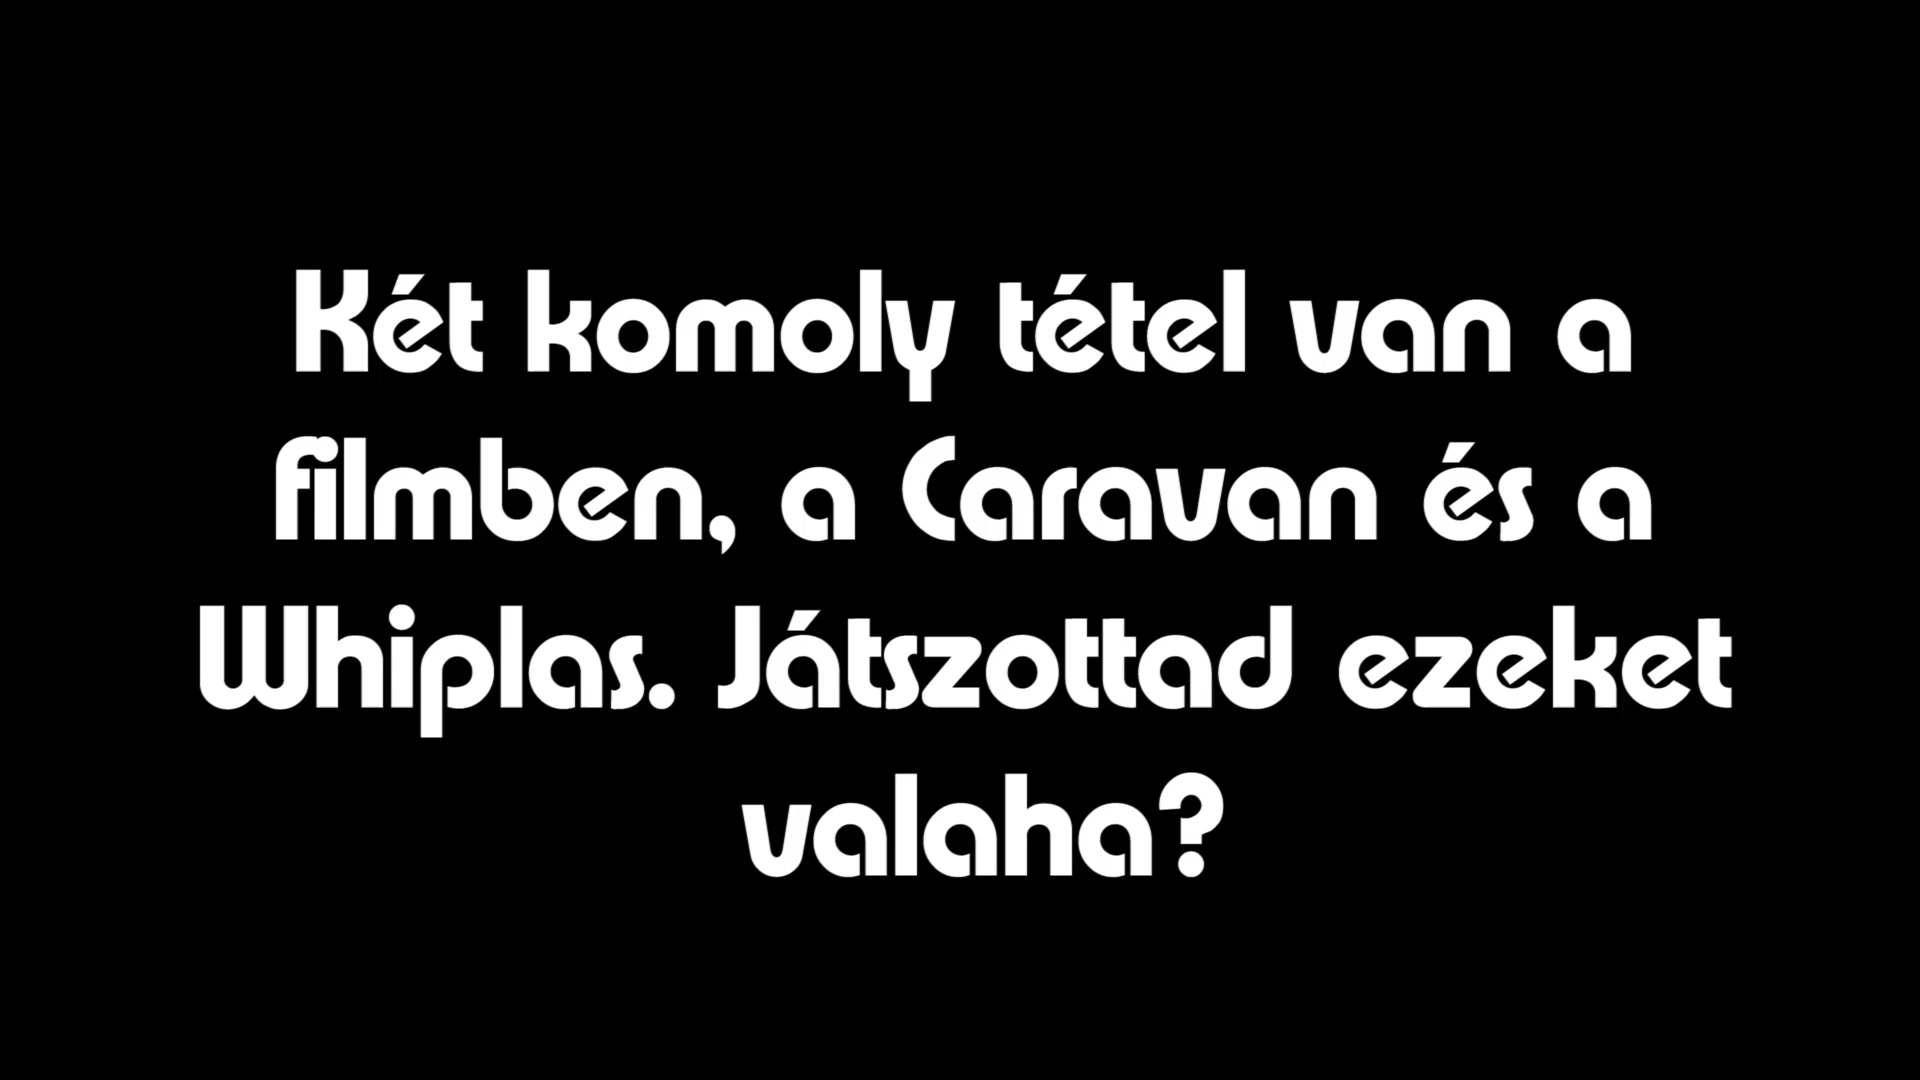 Két komoly tétel van a
filmben, a Caravan és a
Whiplas. Játszottad ezeket
valaha?